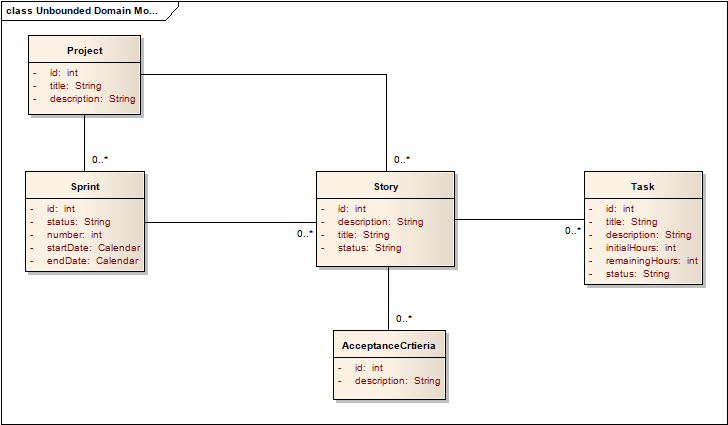 class Unbounded Domain Mo...
Project
- id: int
- title: String
- description: String
0..*
0..*
Sprint
- id: int
- status: String
- number: int
- startDate: Calendar
- endDate: Calendar
0..*
Story
- id: int
- description: String
- title: String
- status: String
0..*
Task
- id: int
- title: String
- description: String
- initialHours: int
- remainingHours: int
- status: String
0..*
AcceptanceCrtieria
- id: int
- description: String